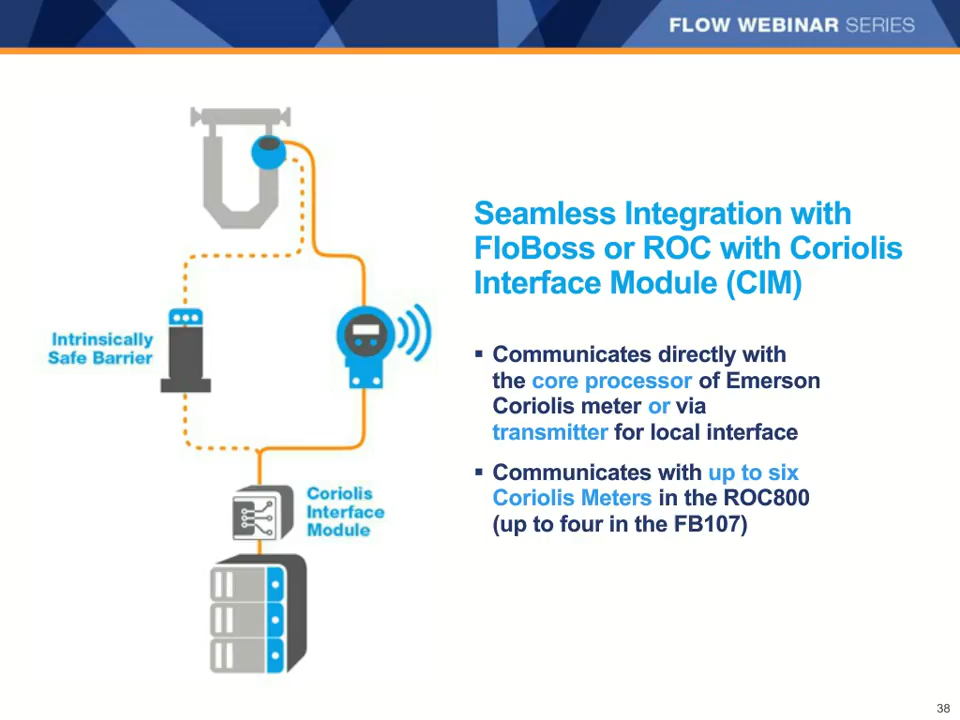 FLOW WEBINAR SERIES
Seamless Integration with
FloBoss or ROC with Coriolis
Interface Module (CIM)
Intrinsically
Safe Barrier
▪ Communicates directly with
the core processor of Emerson
Coriolis meter or via
transmitter for local interface
▪ Communicates with up to six
Coriolis Meters in the ROC800
(up to four in the FB107)
Coriolis
Interface
Module
38